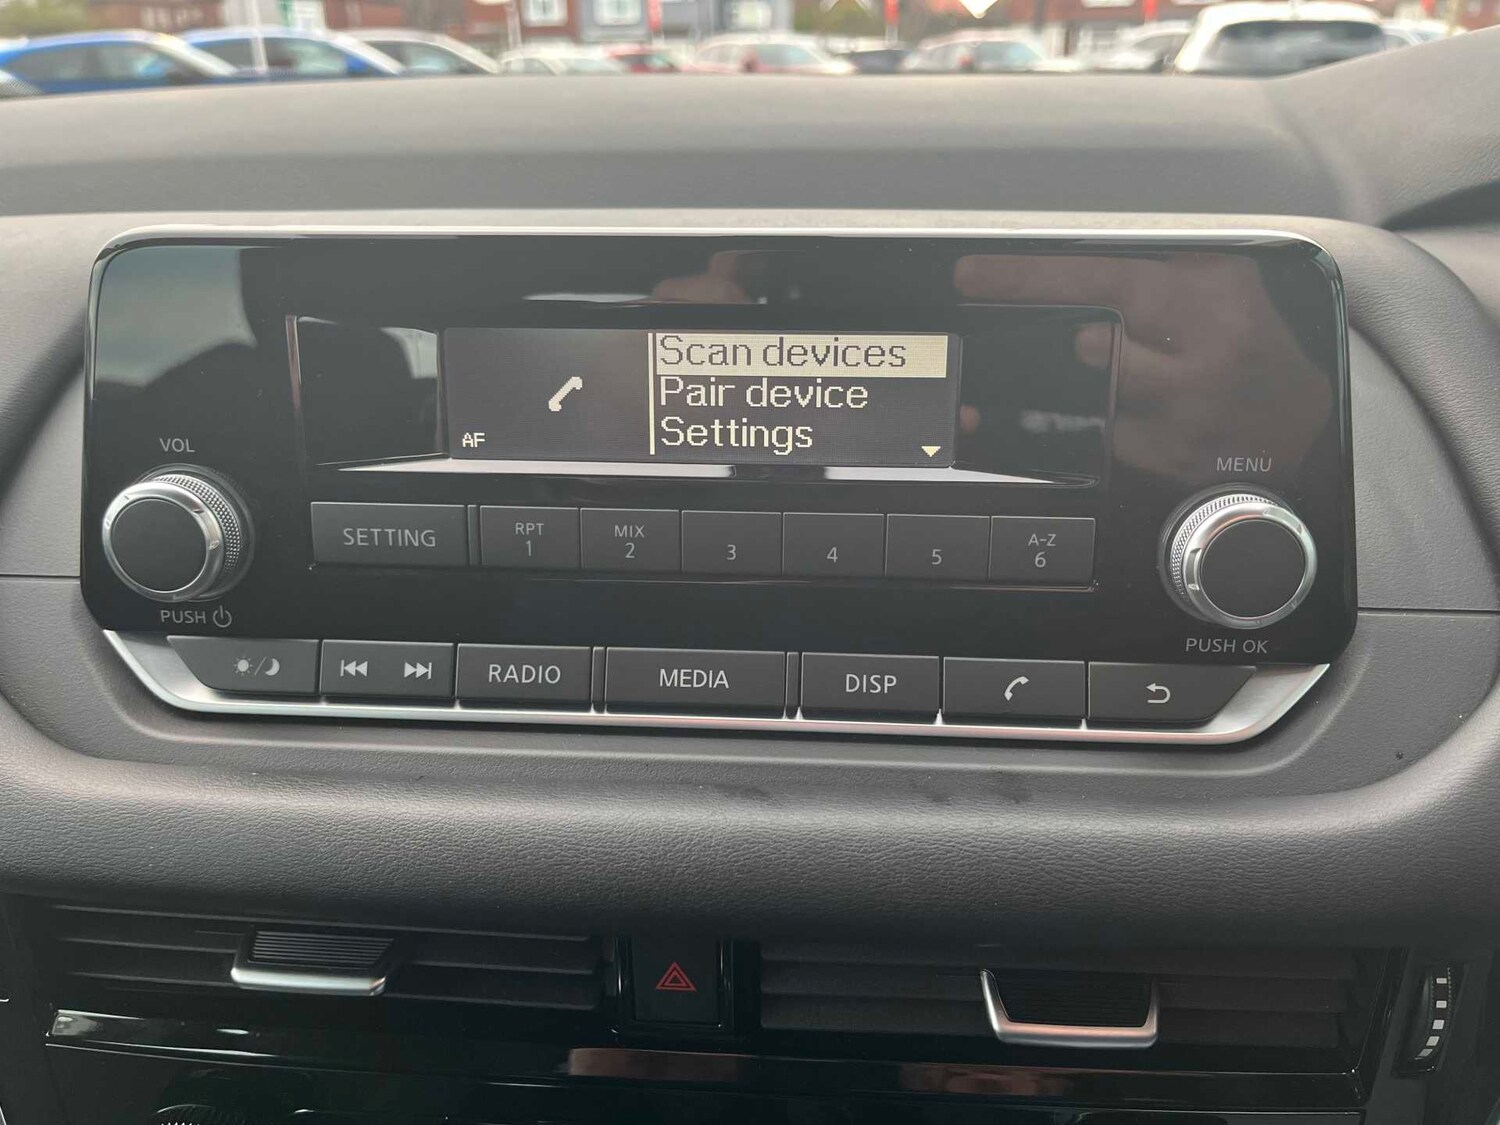 Scan devices
Pair device
Settings
AF
VOL
PUSH
MENU
PUSH OK
SETTING
RPT
1
MIX
2
3
4
5
A-Z
6
RADIO
MEDIA
DISP